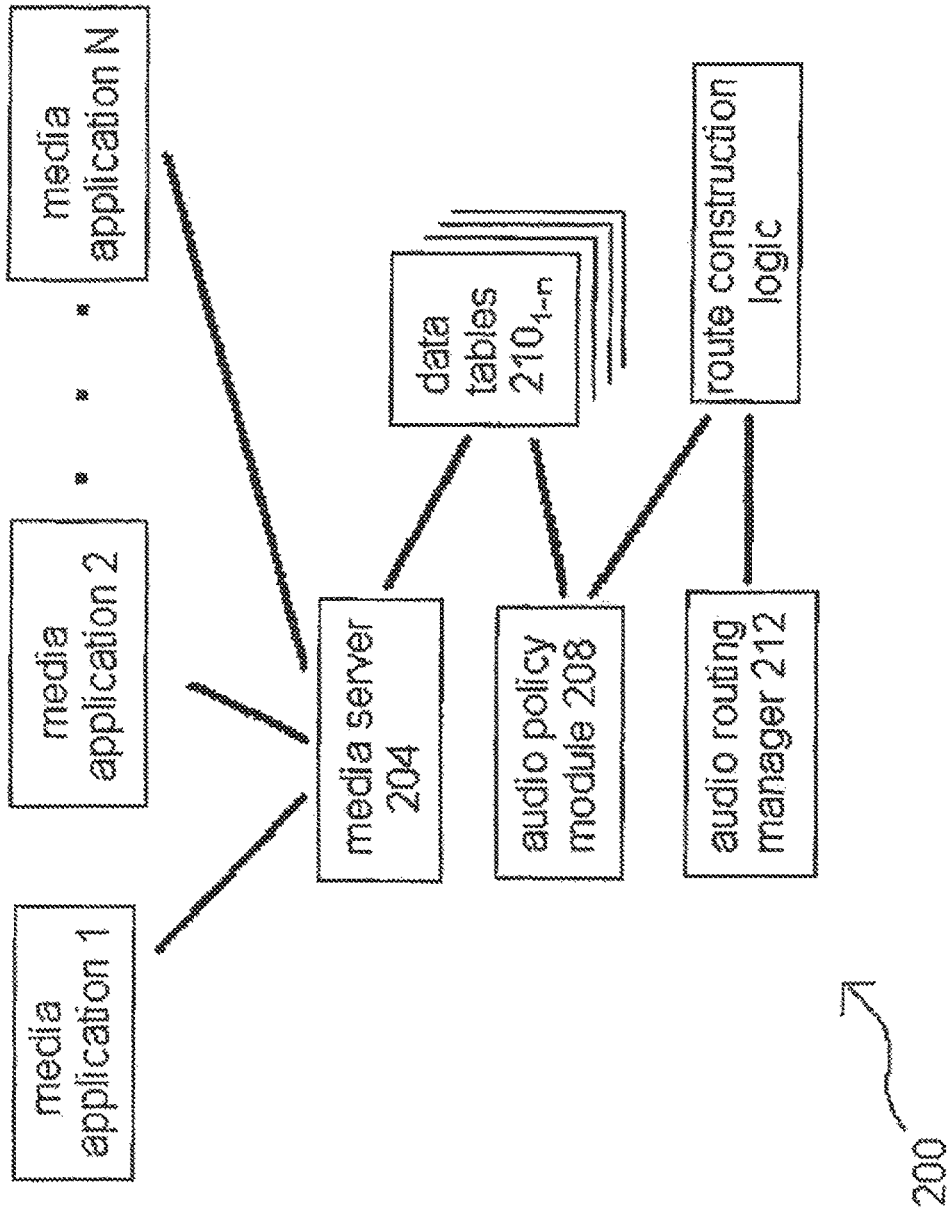 media
application 1
media
application 2
. . .
media
application N
media server
204
data
tables
210₁₋ₙ
audio policy
module 208
audio routing
manager 212
route construction
logic
200